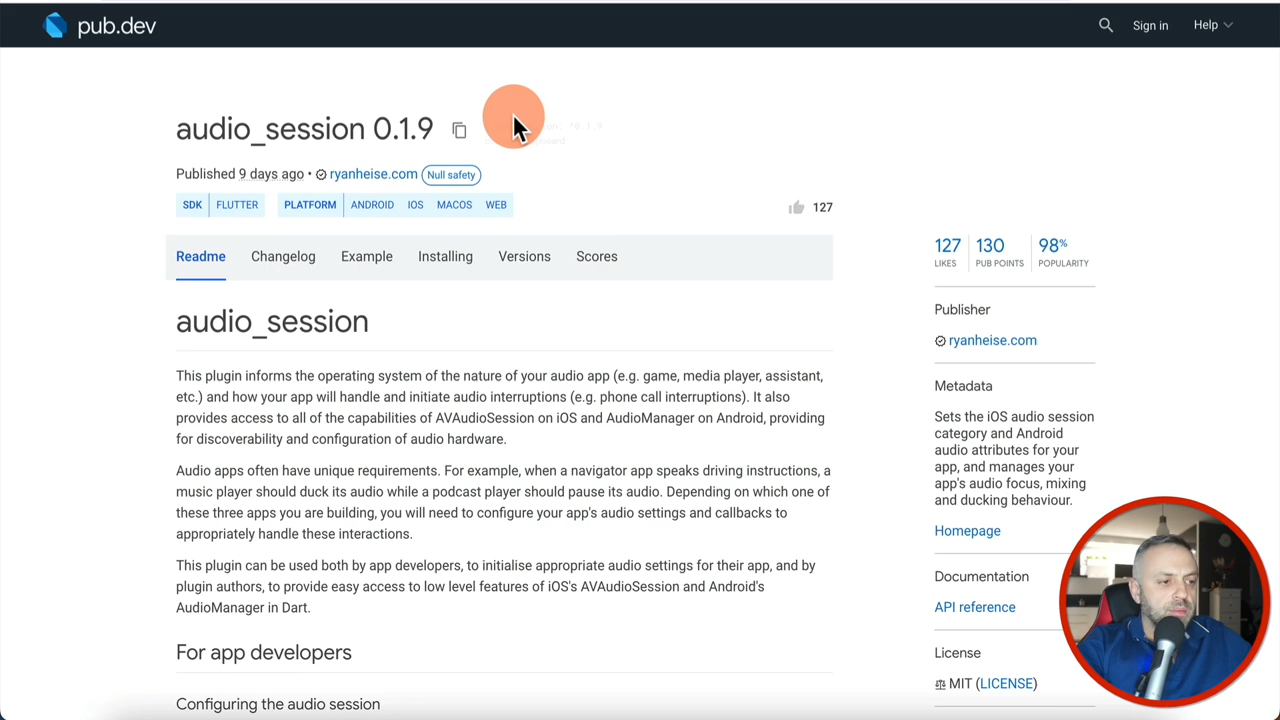 pub.dev
Sign in
Help
audio_session 0.1.9
Published 9 days ago • ryanheise.com Null safety
SDK FLUTTER PLATFORM ANDROID IOS MACOS WEB
127
Readme Changelog Example Installing Versions Scores
audio_session
This plugin informs the operating system of the nature of your audio app (e.g. game, media player, assistant,
etc.) and how your app will handle and initiate audio interruptions (e.g. phone call interruptions). It also
provides access to all of the capabilities of AVAudioSession on iOS and AudioManager on Android, providing
for discoverability and configuration of audio hardware.
Audio apps often have unique requirements. For example, when a navigator app speaks driving instructions, a
music player should duck its audio while a podcast player should pause its audio. Depending on which one of
these three apps you are building, you will need to configure your app's audio settings and callbacks to
appropriately handle these interactions.
This plugin can be used both by app developers, to initialise appropriate audio settings for their app, and by
plugin authors, to provide easy access to low level features of iOS's AVAudioSession and Android's
AudioManager in Dart.
For app developers
Configuring the audio session
127 130 98%
LIKES PUB POINTS POPULARITY
Publisher
ryanheise.com
Metadata
Sets the iOS audio session
category and Android
audio attributes for your
app, and manages your
app's audio focus, mixing
and ducking behaviour.
Homepage
Documentation
API reference
License
MIT (LICENSE)